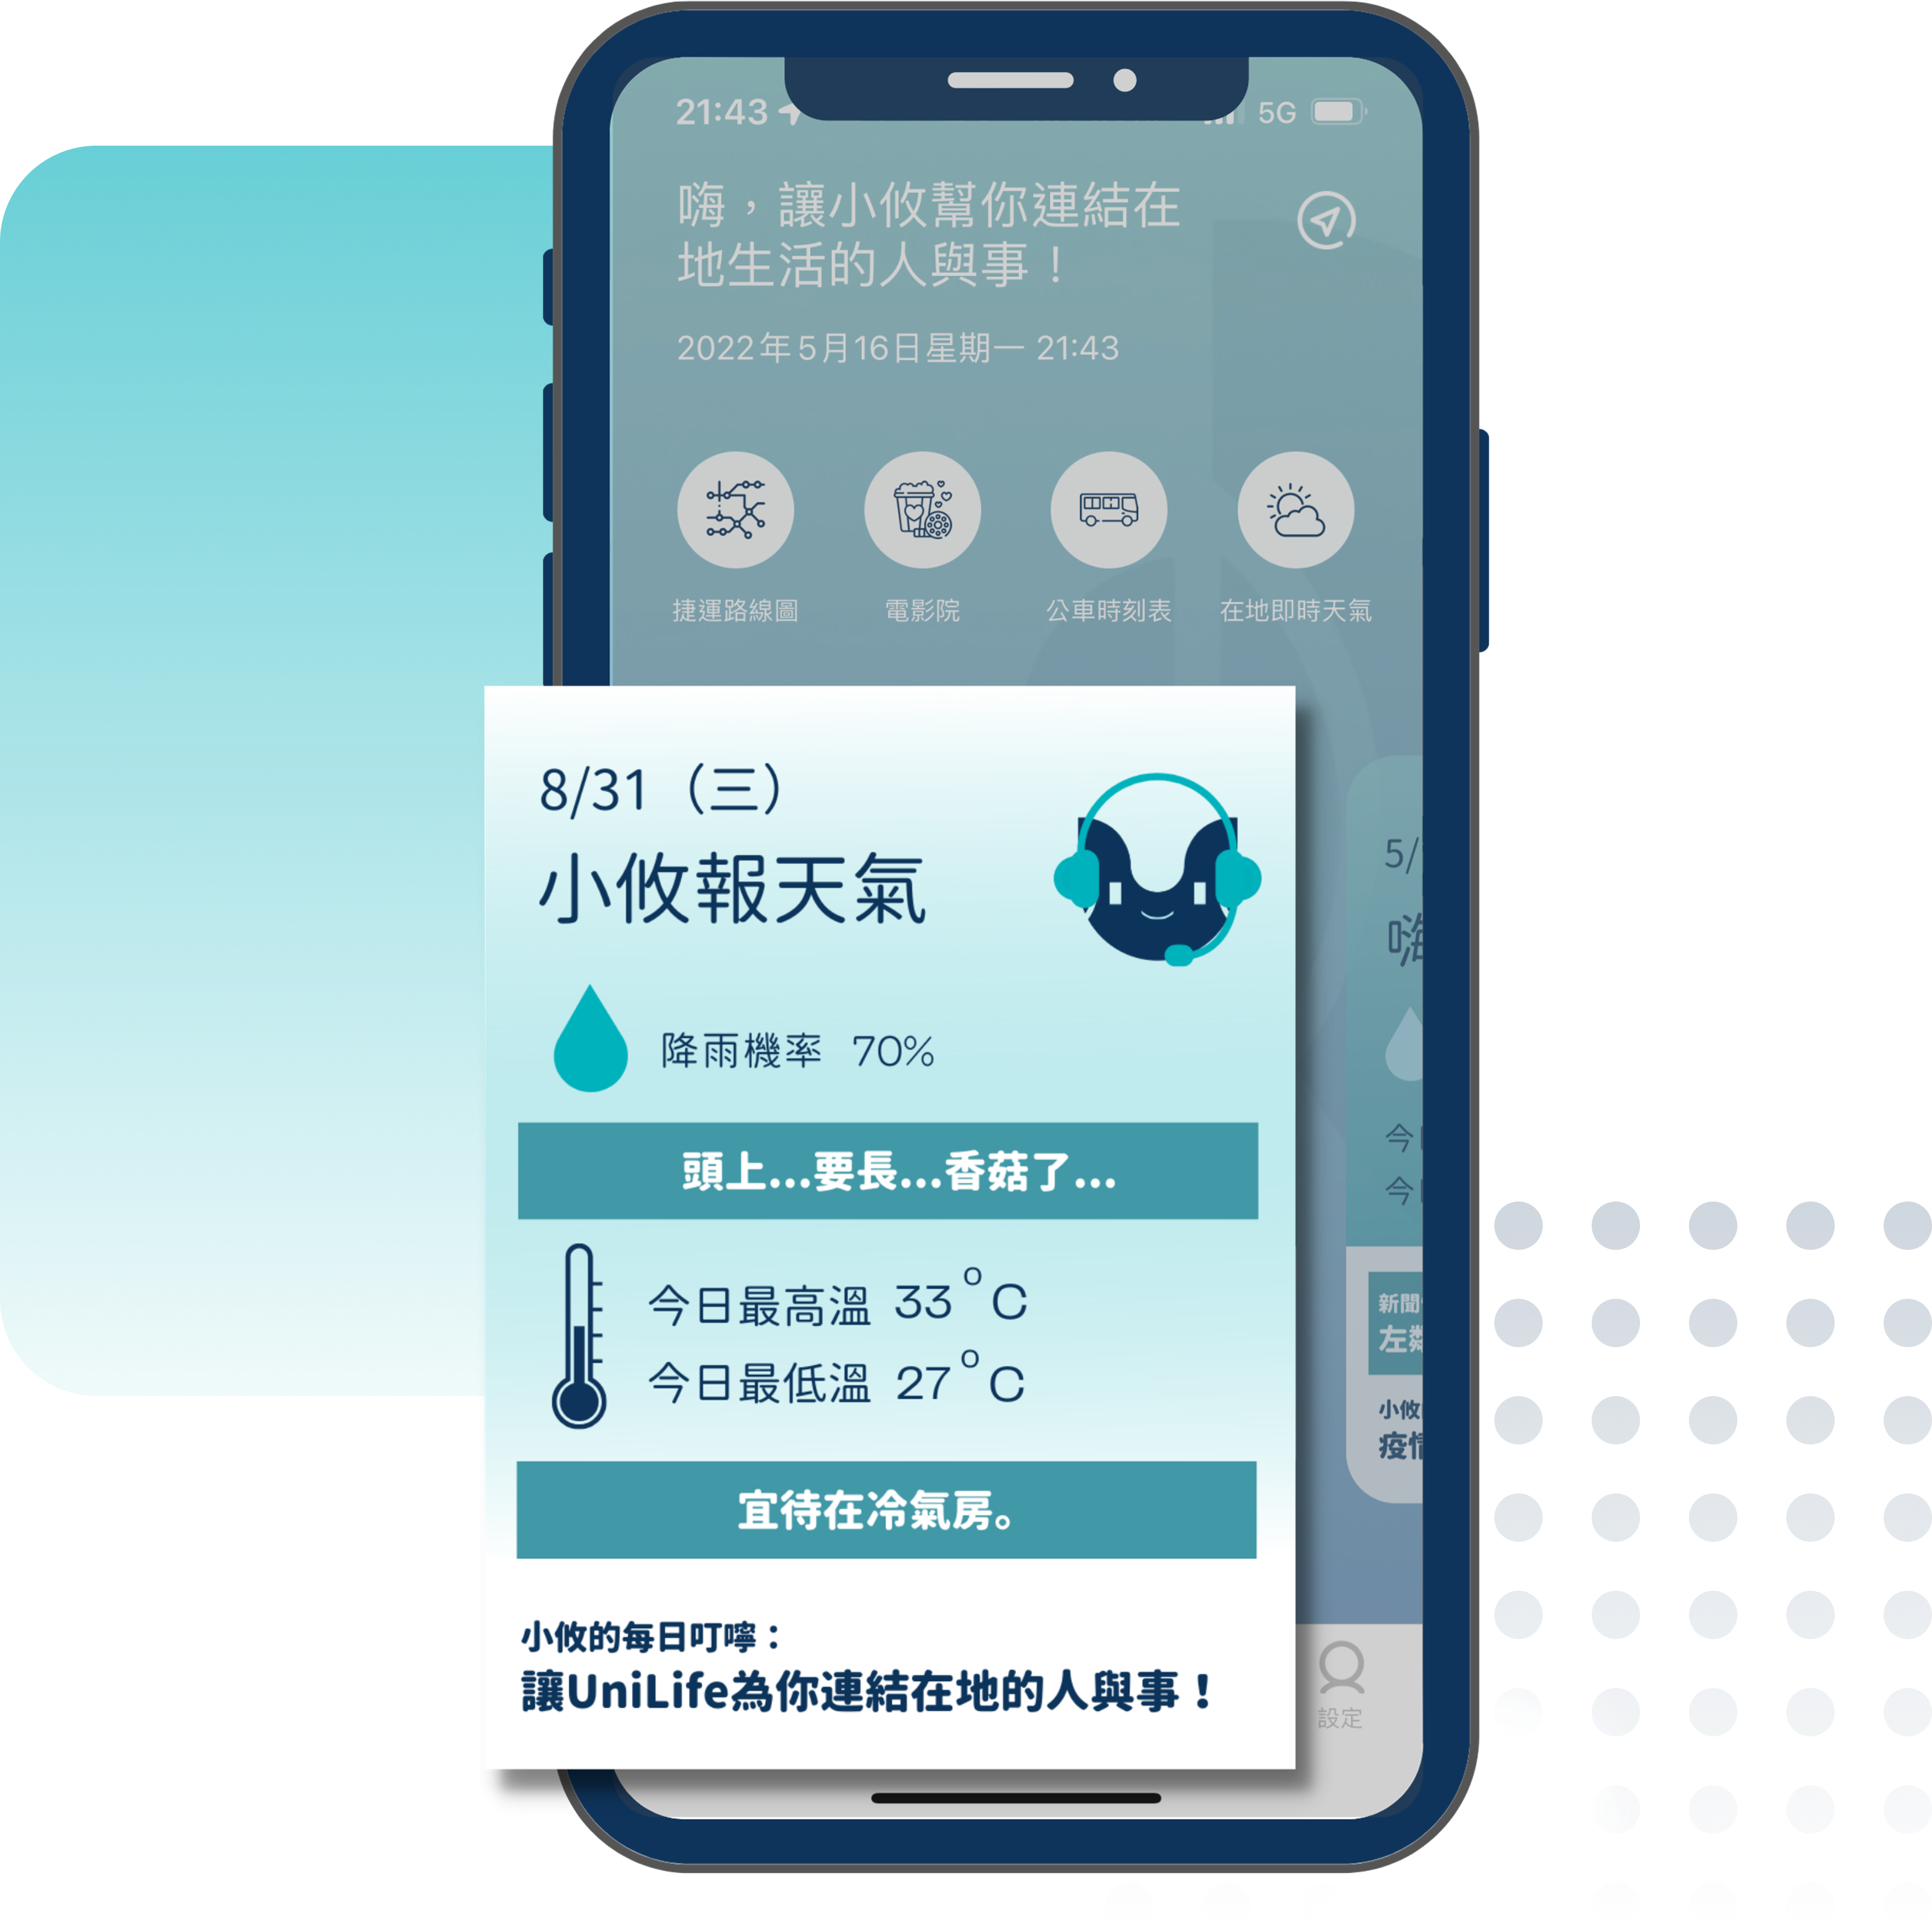 21:43
5G
嗨，讓小攸幫你連結在
地生活的人與事！
2022年5月16日星期一 21:43
捷運路線圖
電影院
公車時刻表
在地即時天氣
8/31（三）
小攸報天氣
降雨機率 70%
頭上...要長...香菇了...
今日最高溫 33°C
今日最低溫 27°C
宜待在冷氣房。
小攸的每日叮嚀：
讓UniLife為你連結在地的人與事！
5/
嗨
今
今
新聞
左
小攸
疫情
設定